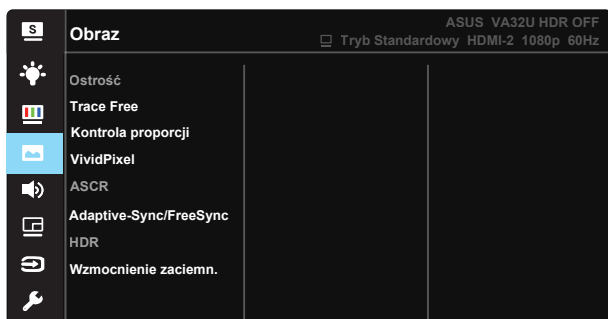 S
Obraz
ASUS VA32U HDR OFF
Tryb Standardowy HDMI-2 1080p 60Hz
Ostrość
Trace Free
Kontrola proporcji
VividPixel
ASCR
Adaptive-Sync/FreeSync
HDR
Wzmocnienie zaciemn.